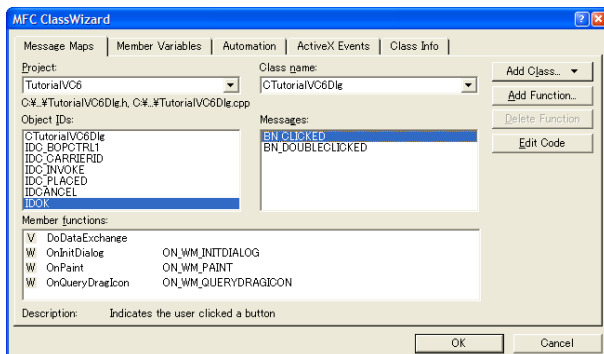 MFC ClassWizard
Message Maps Member Variables Automation ActiveX Events Class Info
Project: Class name:
TutorialVC6 CTutorialVC6Dlg
C:¥...¥TutorialVC6Dlg.h, C:¥...¥TutorialVC6Dlg.cpp
Object IDs: Messages:
CTutorialVC6Dlg
IDC_BOPCTRL1
IDC_CARRIERID
IDC_INVOKE
IDC_PLACED
IDCANCEL
IDOK
BN_CLICKED
BN_DOUBLECLICKED
Add Class...
Add Function...
Delete Function
Edit Code
Member functions:
V DoDataExchange
W OnInitDialog ON_WM_INITDIALOG
W OnPaint ON_WM_PAINT
W OnQueryDragIcon ON_WM_QUERYDRAGICON
Description: Indicates the user clicked a button
OK Cancel